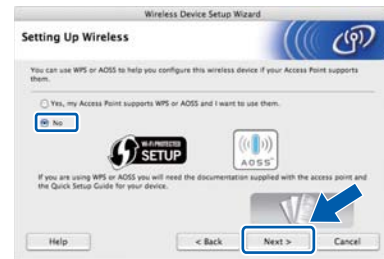 Wireless Device Setup Wizard
Setting Up Wireless
You can use WPS or AOSS to help you configure this wireless device if your Access Point supports
them.
Yes, my Access Point supports WPS or AOSS and I want to use them.
No
WI-FI PROTECTED
SETUP
AOSS
If you are using WPS or AOSS you will need the documentation supplied with the access point and
the Quick Setup Guide for your device.
Help
< Back
Next >
Cancel